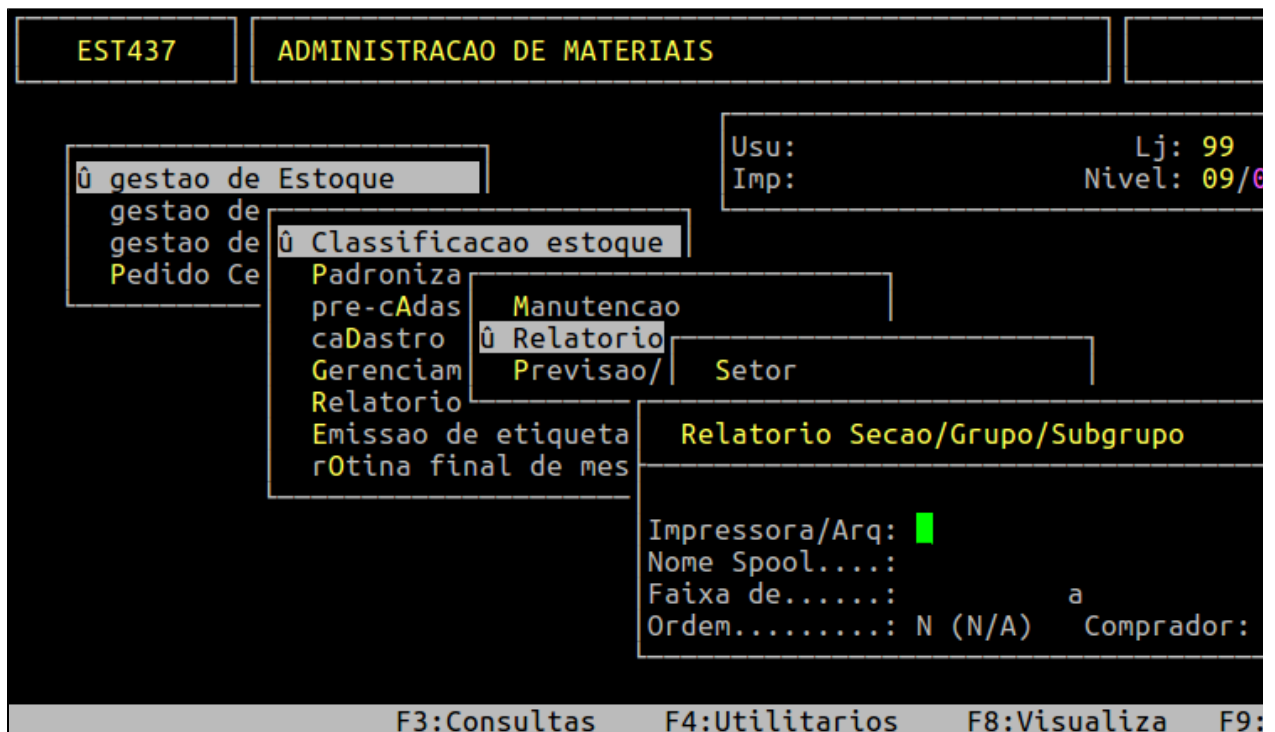 EST437 ADMINISTRACAO DE MATERIAIS
Usu: Lj: 99
û gestao de Estoque Imp: Nivel: 09/0
gestao de
gestao de û Classificacao estoque
Pedido Ce Padroniza
pre-cAdas Manutencao
caDastro û Relatorio
Gerenciam Previsao/ Setor
Relatorio
Emissao de etiqueta Relatorio Secao/Grupo/Subgrupo
rOtina final de mes
Impressora/Arq:
Nome Spool....:
Faixa de......: a
Ordem.........: N (N/A) Comprador:
F3:Consultas F4:Utilitarios F8:Visualiza F9: